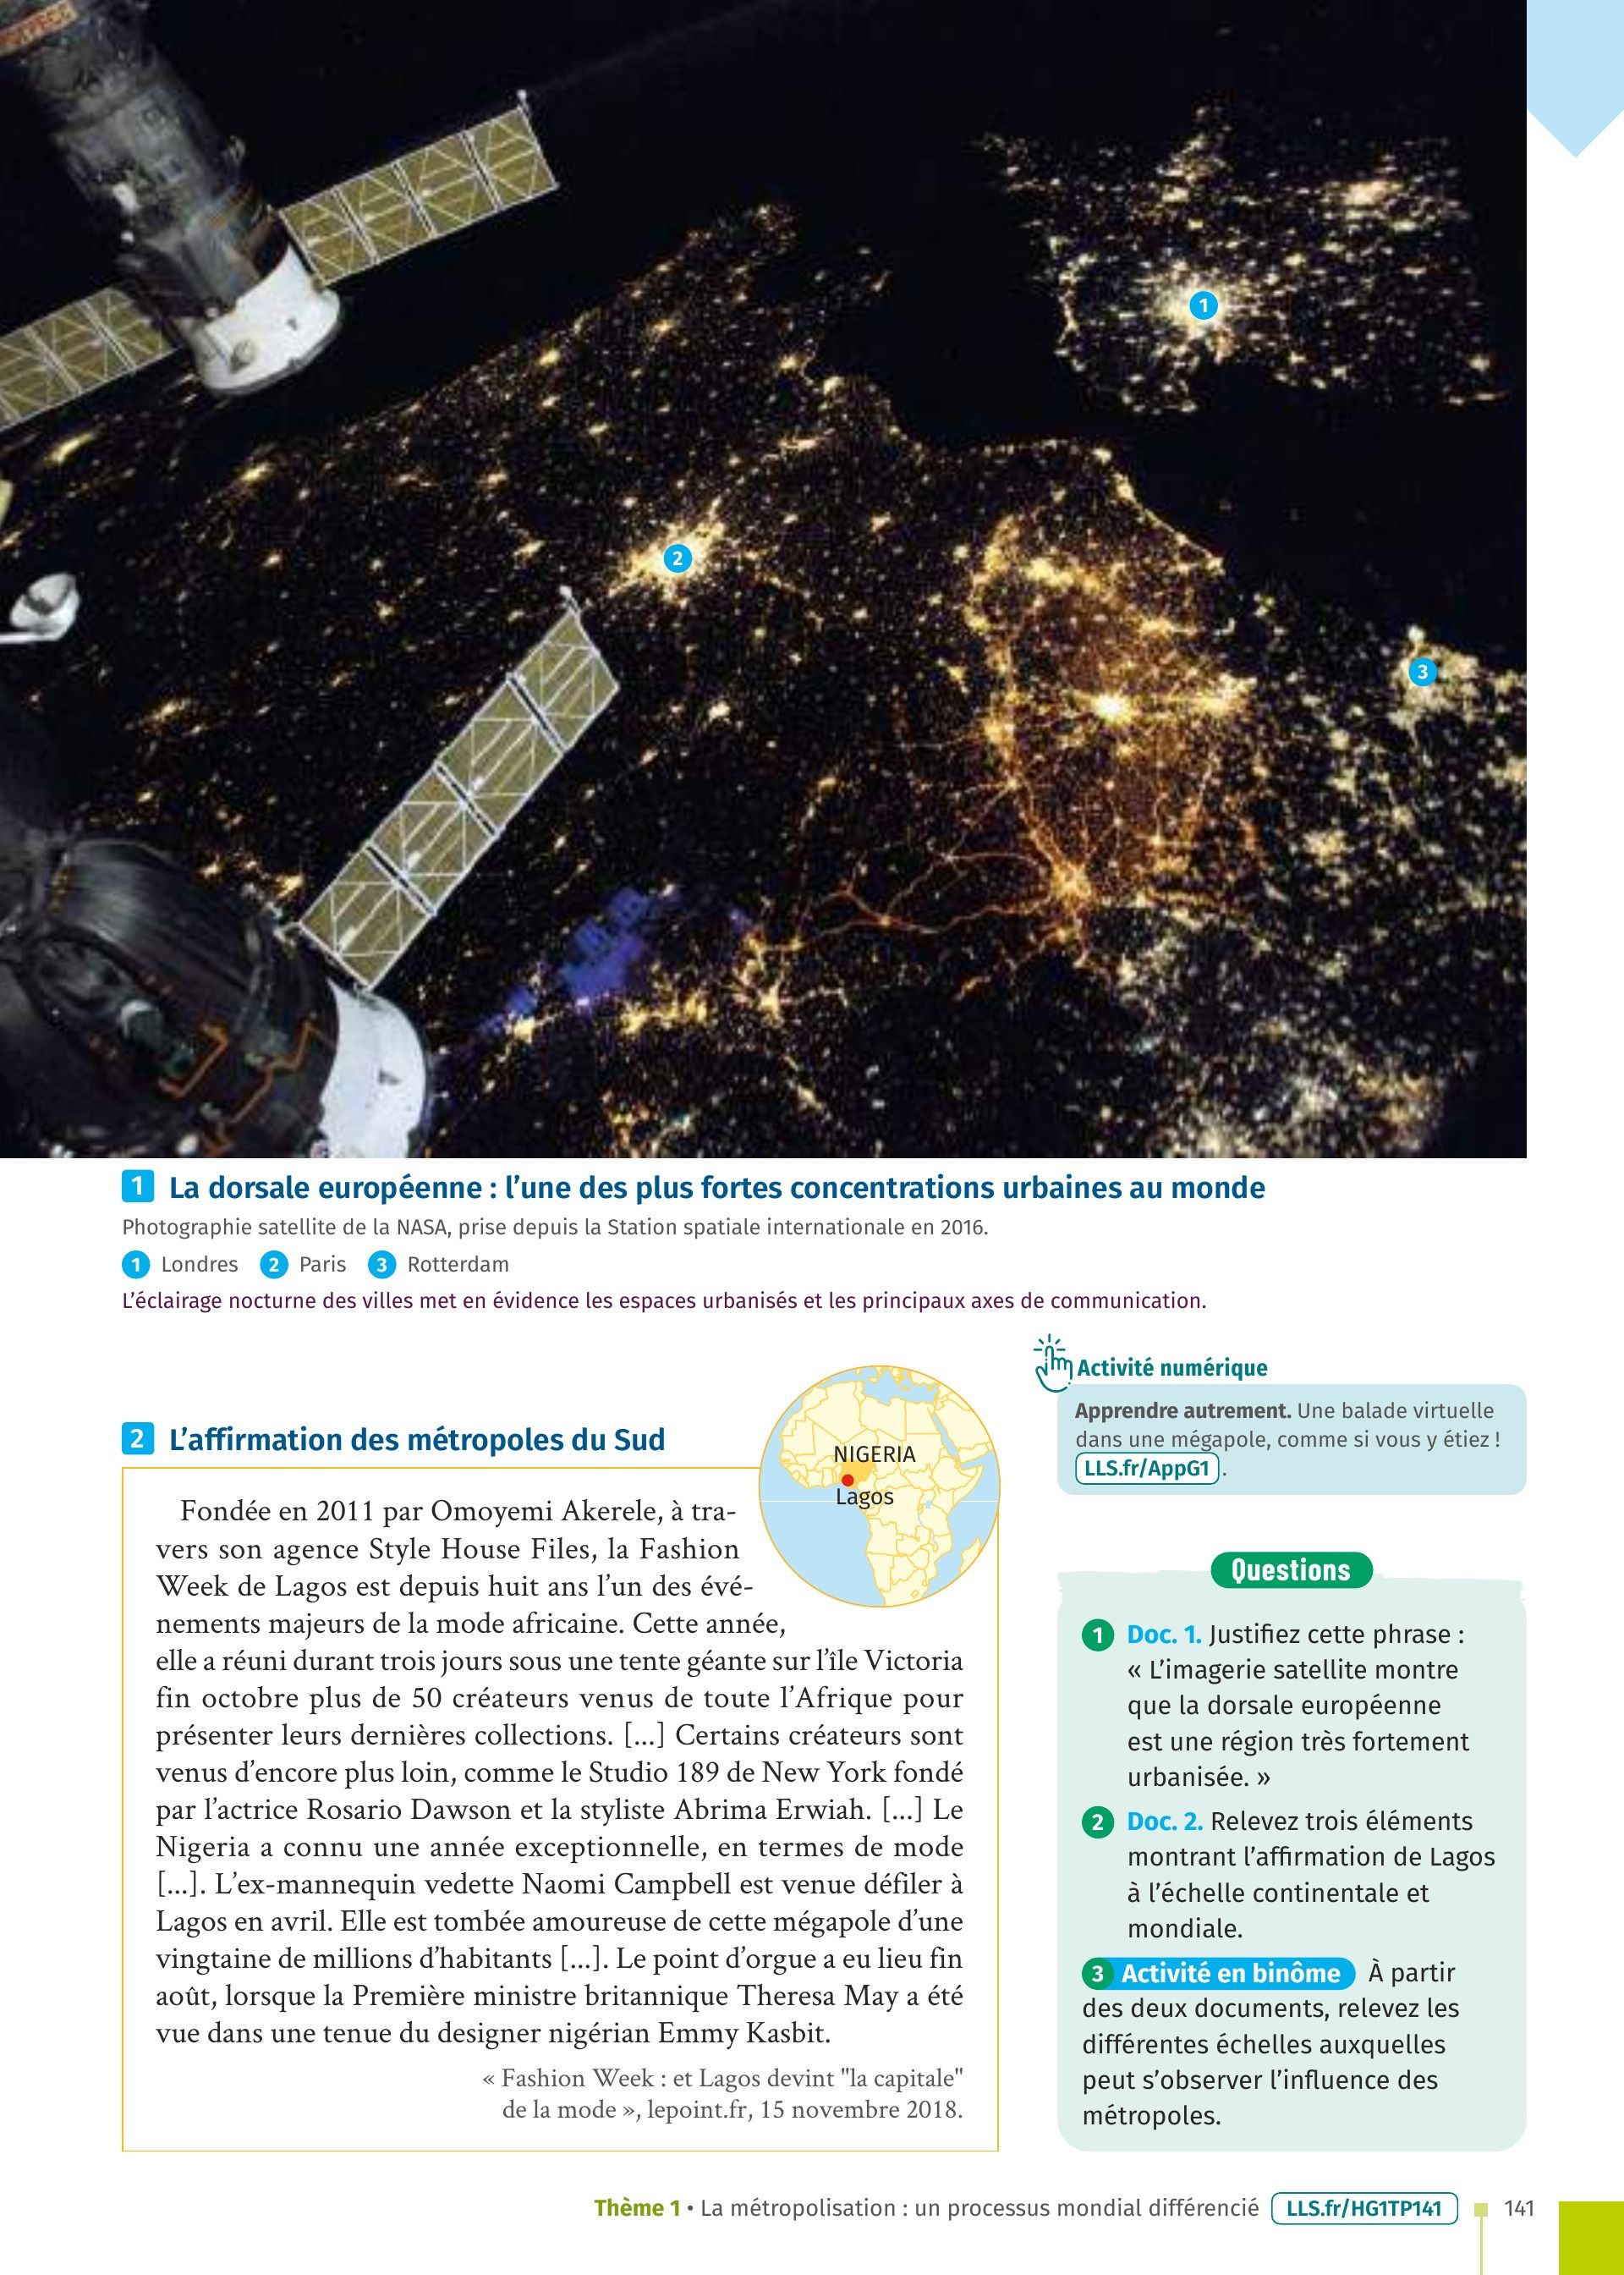 1
2
3
1 La dorsale européenne : l’une des plus fortes concentrations urbaines au monde
Photographie satellite de la NASA, prise depuis la Station spatiale internationale en 2016.
1 Londres 2 Paris 3 Rotterdam
L’éclairage nocturne des villes met en évidence les espaces urbanisés et les principaux axes de communication.
2 L’affirmation des métropoles du Sud
NIGERIA
Lagos
Fondée en 2011 par Omoyemi Akerele, à tra-
vers son agence Style House Files, la Fashion
Week de Lagos est depuis huit ans l’un des évé-
nements majeurs de la mode africaine. Cette année,
elle a réuni durant trois jours sous une tente géante sur l’île Victoria
fin octobre plus de 50 créateurs venus de toute l’Afrique pour
présenter leurs dernières collections. [...] Certains créateurs sont
venus d’encore plus loin, comme le Studio 189 de New York fondé
par l’actrice Rosario Dawson et la styliste Abrima Erwiah. [...] Le
Nigeria a connu une année exceptionnelle, en termes de mode
[...]. L’ex-mannequin vedette Naomi Campbell est venue défiler à
Lagos en avril. Elle est tombée amoureuse de cette mégapole d’une
vingtaine de millions d’habitants [...]. Le point d’orgue a eu lieu fin
août, lorsque la Première ministre britannique Theresa May a été
vue dans une tenue du designer nigérian Emmy Kasbit.
« Fashion Week : et Lagos devint "la capitale"
de la mode », lepoint.fr, 15 novembre 2018.
Activité numérique
Apprendre autrement. Une balade virtuelle
dans une mégapole, comme si vous y étiez !
LLS.fr/AppG1 .
Questions
1 Doc. 1. Justifiez cette phrase :
« L’imagerie satellite montre
que la dorsale européenne
est une région très fortement
urbanisée. »
2 Doc. 2. Relevez trois éléments
montrant l’affirmation de Lagos
à l’échelle continentale et
mondiale.
3 Activité en binôme À partir
des deux documents, relevez les
différentes échelles auxquelles
peut s’observer l’influence des
métropoles.
Thème 1 • La métropolisation : un processus mondial différencié LLS.fr/HG1TP141 141